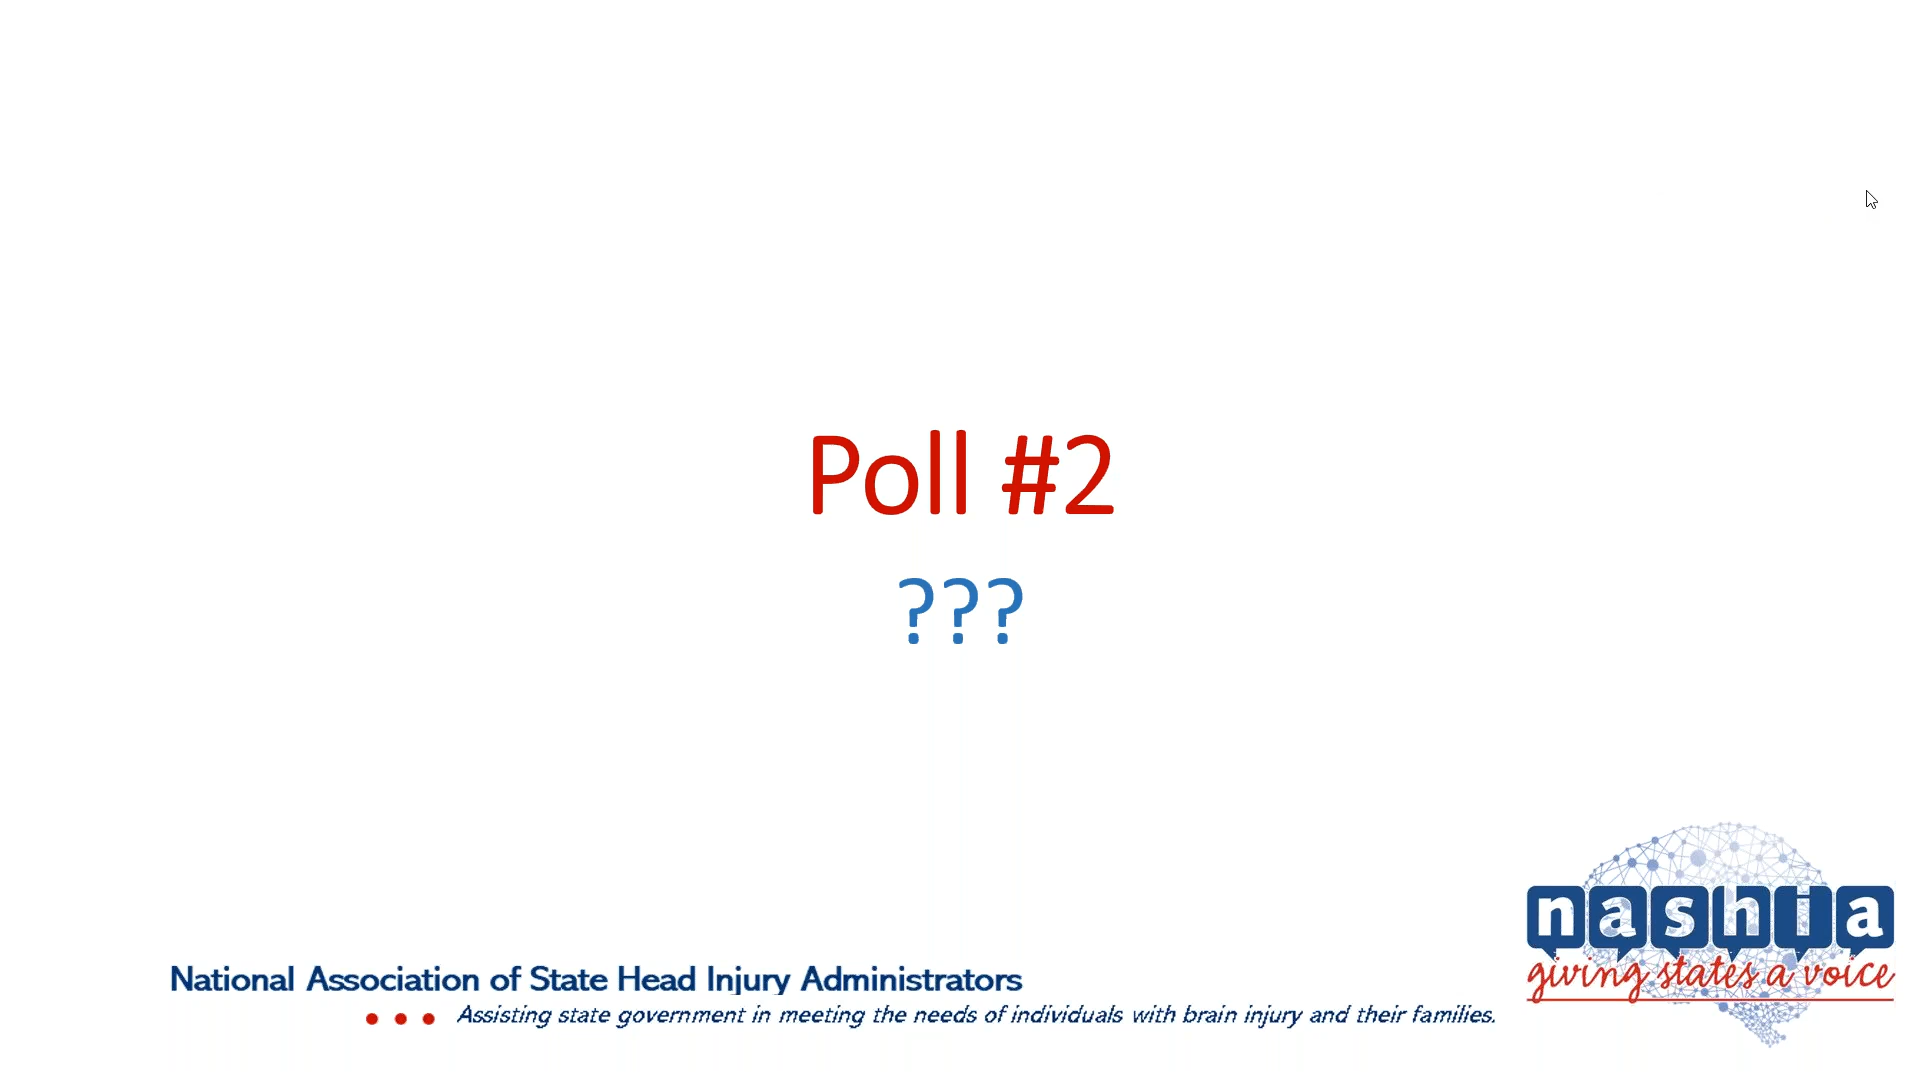 Poll #2
???
nashia
giving states a voice
National Association of State Head Injury Administrators
Assisting state government in meeting the needs of individuals with brain injury and their families.